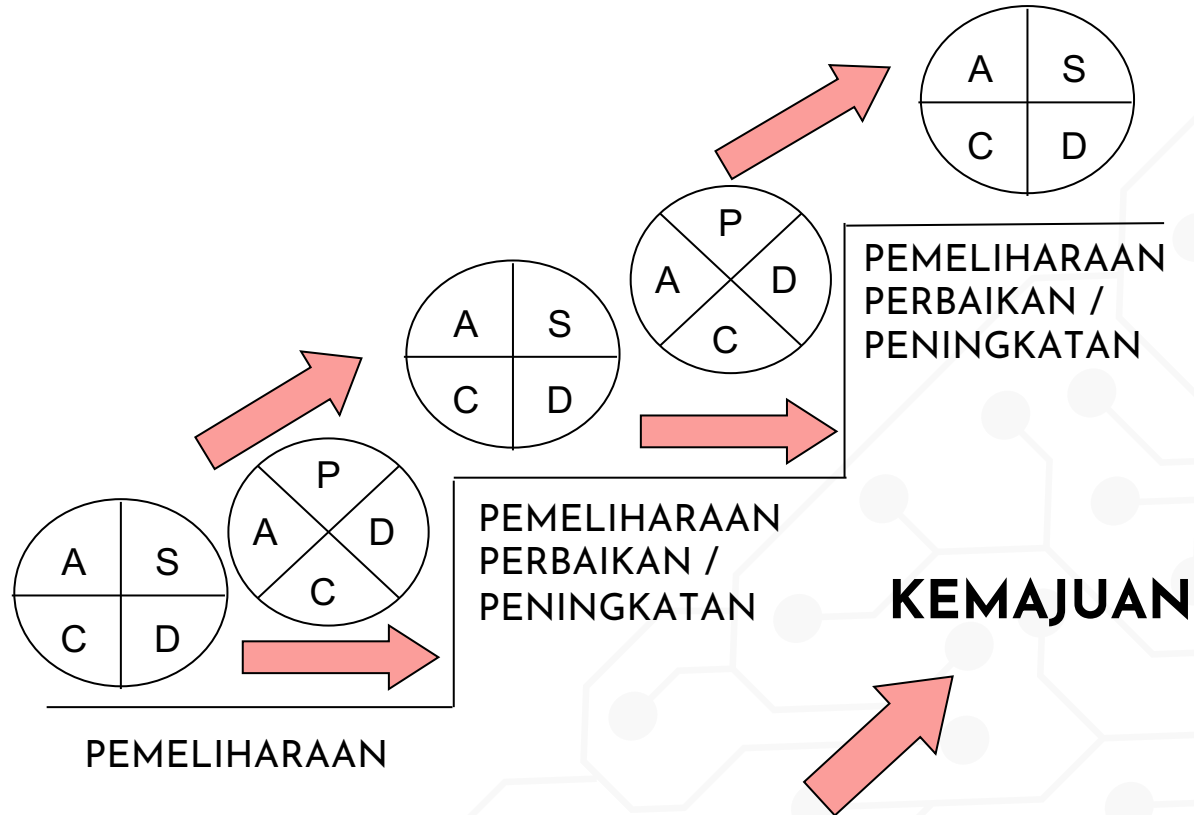 A S
C D
P
A D
C
A S
C D
P
A D
C
A S
C D
PEMELIHARAAN
PERBAIKAN /
PENINGKATAN
PEMELIHARAAN
PERBAIKAN /
PENINGKATAN
KEMAJUAN
PEMELIHARAAN